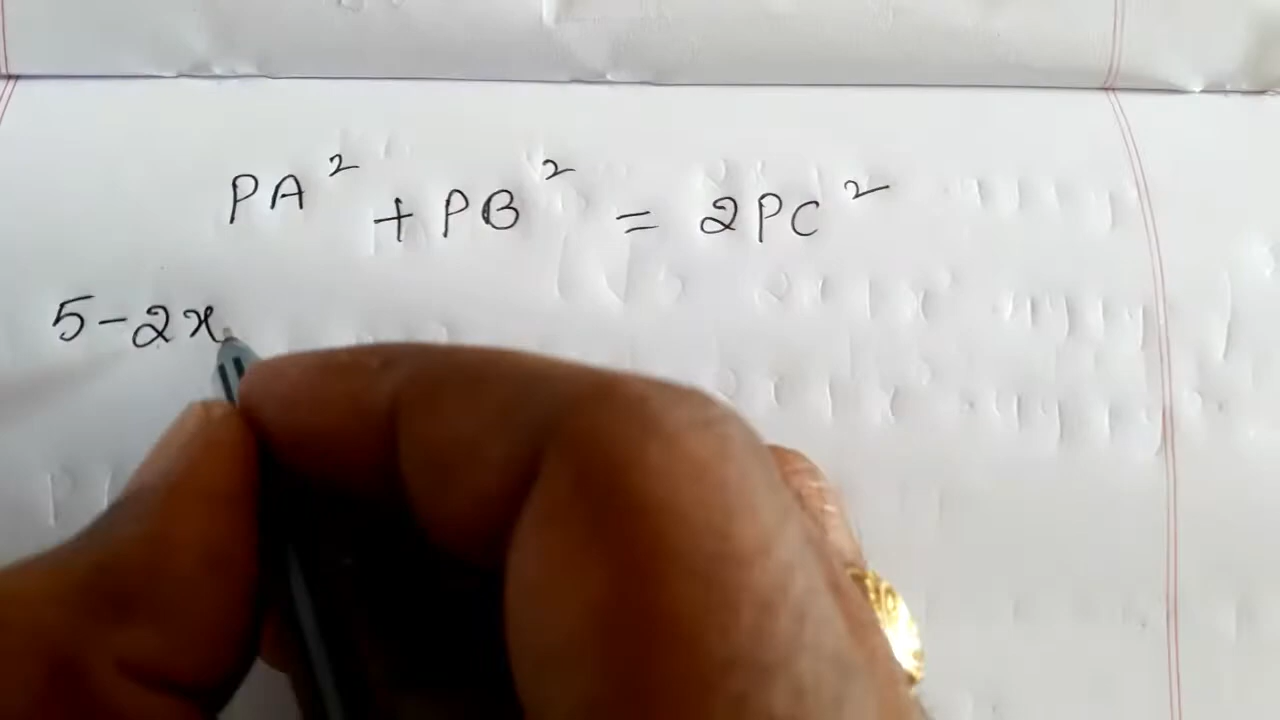 PA² + PB² = 2PC²
5-2x